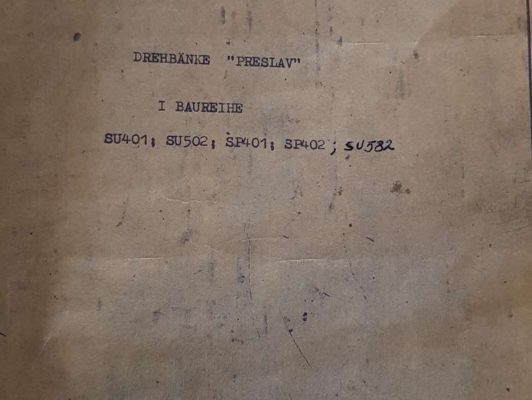 DREHBÄNKE "PRESLAV"
I BAUREIHE
SU401; SU502; SP401; SP402; SU582